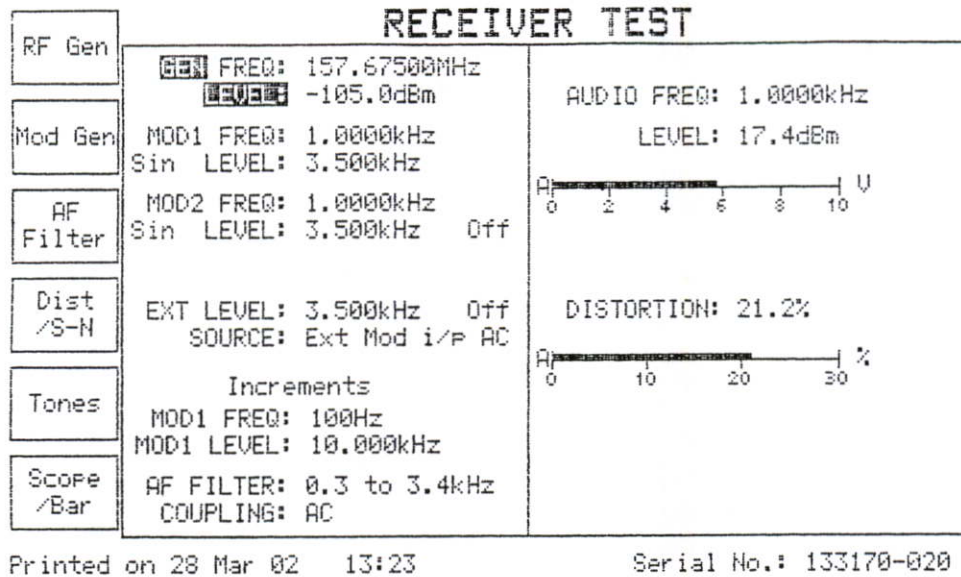 RECEIVER TEST
RF Gen
Mod Gen
AF
Filter
Dist
/S-N
Tones
Scope
/Bar
GEN FREQ: 157.67500MHz
LEVEL: -105.0dBm
MOD1 FREQ: 1.0000kHz
Sin LEVEL: 3.500kHz
MOD2 FREQ: 1.0000kHz
Sin LEVEL: 3.500kHz Off
EXT LEVEL: 3.500kHz Off
SOURCE: Ext Mod i/p AC
Increments
MOD1 FREQ: 100Hz
MOD1 LEVEL: 10.000kHz
AF FILTER: 0.3 to 3.4kHz
COUPLING: AC
AUDIO FREQ: 1.0000kHz
LEVEL: 17.4dBm
A V
0 2 4 6 8 10
DISTORTION: 21.2%
A %
0 10 20 30
Printed on 28 Mar 02 13:23
Serial No.: 133170-020